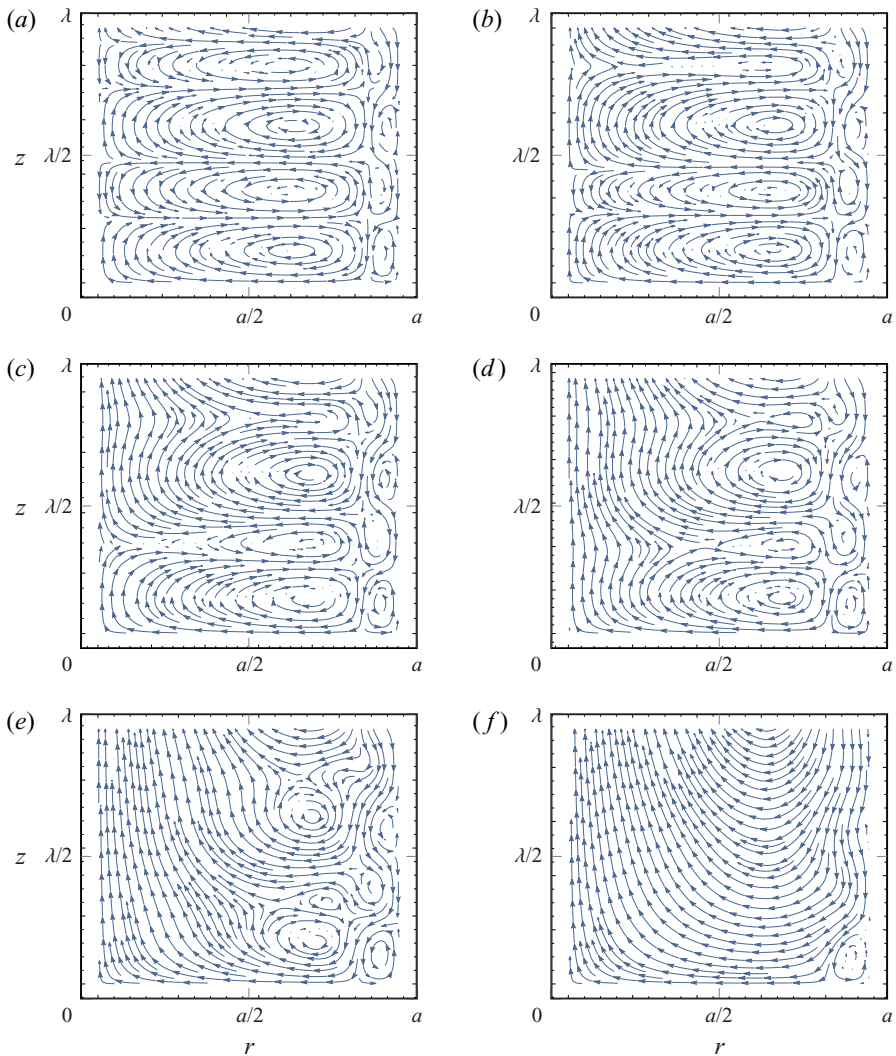 (a) (b)
λ λ
z λ/2 λ/2
0 a/2 a 0 a/2 a
(c) (d)
λ λ
z λ/2 λ/2
0 a/2 a 0 a/2 a
(e) (f)
λ λ
z λ/2 λ/2
0 a/2 a 0 a/2 a
r r